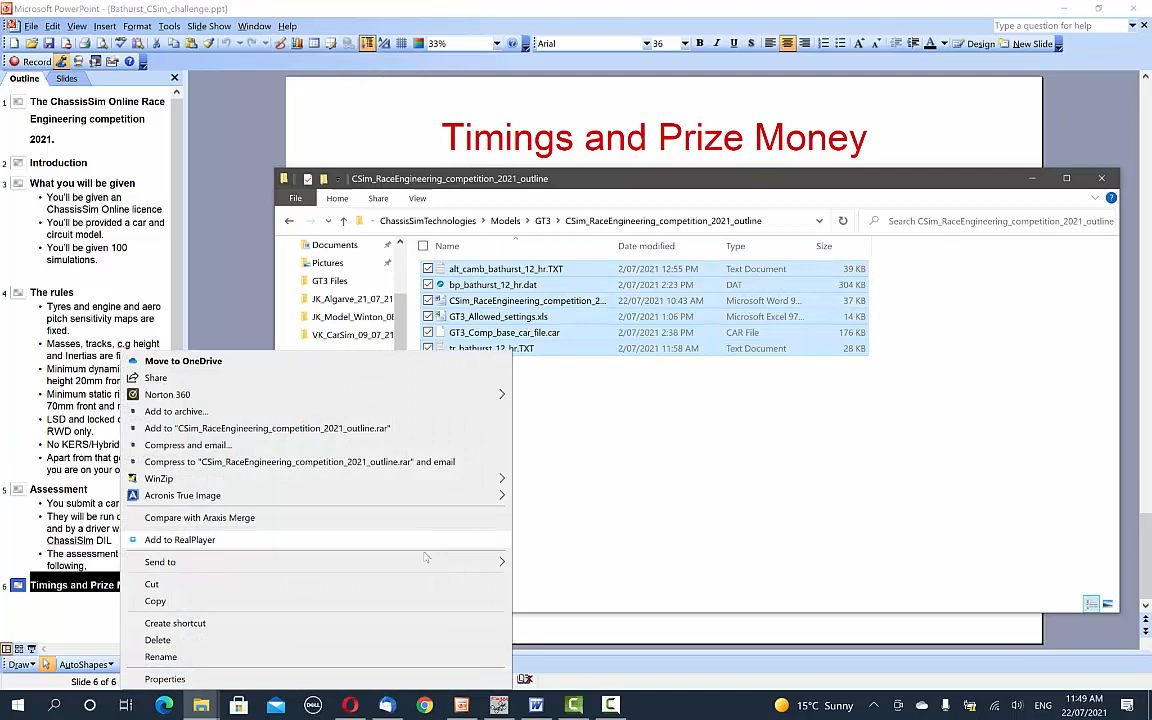 Microsoft PowerPoint - [Bathurst_CSim_challenge.ppt]
File Edit View Insert Format Tools Slide Show Window Help
Type a question for help
33%
Arial
36
B I U S
Design
New Slide
Record
Outline
Slides
1 The ChassisSim Online Race
Engineering competition
2021.
2 Introduction
3 What you will be given
• You'll be given an
ChassisSim Online licence
• You'll be provided a car and
circuit model.
• You'll be given 100
simulations.
4 The rules
• Tyres and engine and aero
pitch sensitivity maps are
fixed.
• Masses, tracks, c.g height
and Inertias are fi
• Minimum dynami
height 20mm fron
• Minimum static ri
70mm front and r
• LSD and locked d
RWD only.
• No KERS/Hybrid
• Apart from that g
you are on your o
5 Assessment
• You submit a car
• They will be run o
and by a driver w
ChassiSim DIL
• The assessment
following,
6 Timings and Prize M
Timings and Prize Money
CSim_RaceEngineering_competition_2021_outline
File Home Share View
ChassisSimTechnologies > Models > GT3 > CSim_RaceEngineering_competition_2021_outline
Search CSim_RaceEngineering_competition_2021_outline
Documents
Pictures
GT3 Files
JK_Algarve_21_07_21
JK_Model_Winton_08
VK_CarSim_09_07_21
Name Date modified Type Size
alt_camb_bathurst_12_hr.TXT 2/07/2021 12:55 PM Text Document 39 KB
bp_bathurst_12_hr.dat 2/07/2021 2:23 PM DAT 304 KB
CSim_RaceEngineering_competition_2... 22/07/2021 10:43 AM Microsoft Word 9... 37 KB
GT3_Allowed_settings.xls 2/07/2021 1:06 PM Microsoft Excel 97... 14 KB
GT3_Comp_base_car_file.car 2/07/2021 2:38 PM CAR File 176 KB
tr_bathurst_12_hr.TXT 2/07/2021 11:58 AM Text Document 28 KB
Move to OneDrive
Share
Norton 360
Add to archive...
Add to "CSim_RaceEngineering_competition_2021_outline.rar"
Compress and email...
Compress to "CSim_RaceEngineering_competition_2021_outline.rar" and email
WinZip
Acronis True Image
Compare with Araxis Merge
Add to RealPlayer
Send to
Cut
Copy
Create shortcut
Delete
Rename
Properties
Draw
AutoShapes
Slide 6 of 6
DELL
15°C Sunny
ENG
11:49 AM
22/07/2021